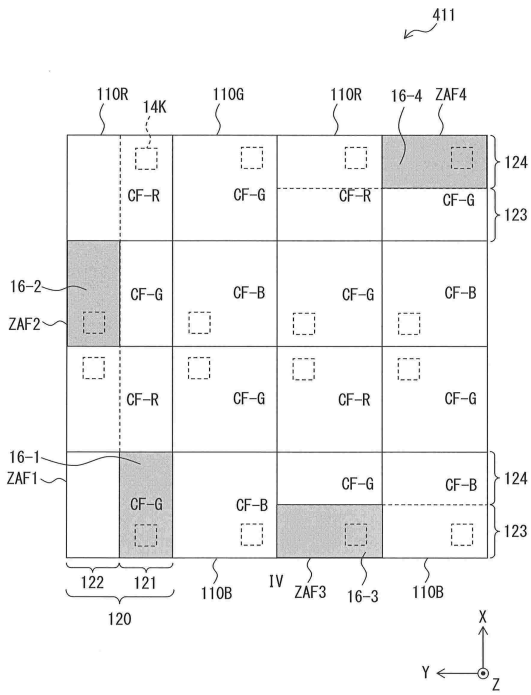 411
110R 14K 110G 110R 16-4 ZAF4
124
CF-R CF-G CF-R CF-G 123
16-2 CF-G CF-B CF-G CF-B
ZAF2
CF-R CF-G CF-R CF-G
16-1
ZAF1 CF-G CF-B 124
CF-G CF-B
123
122 121 110B IV ZAF3 16-3 110B
120
X
Y Z